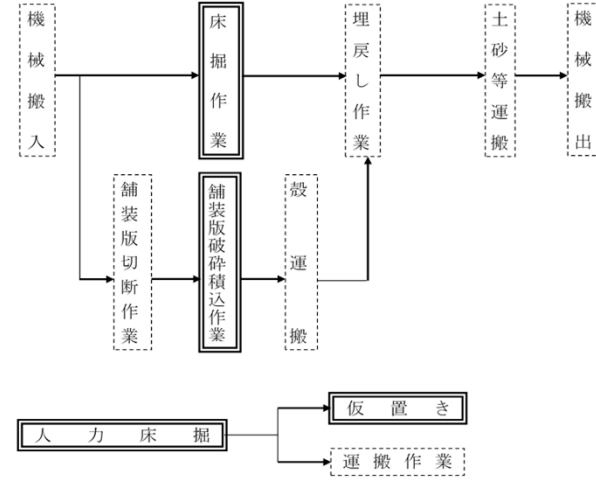 機械搬入
床掘作業
埋戻し作業
土砂等運搬
機械搬出
舗装版切断作業
舗装版破砕積込作業
殻運搬
人力床掘
仮置き
運搬作業